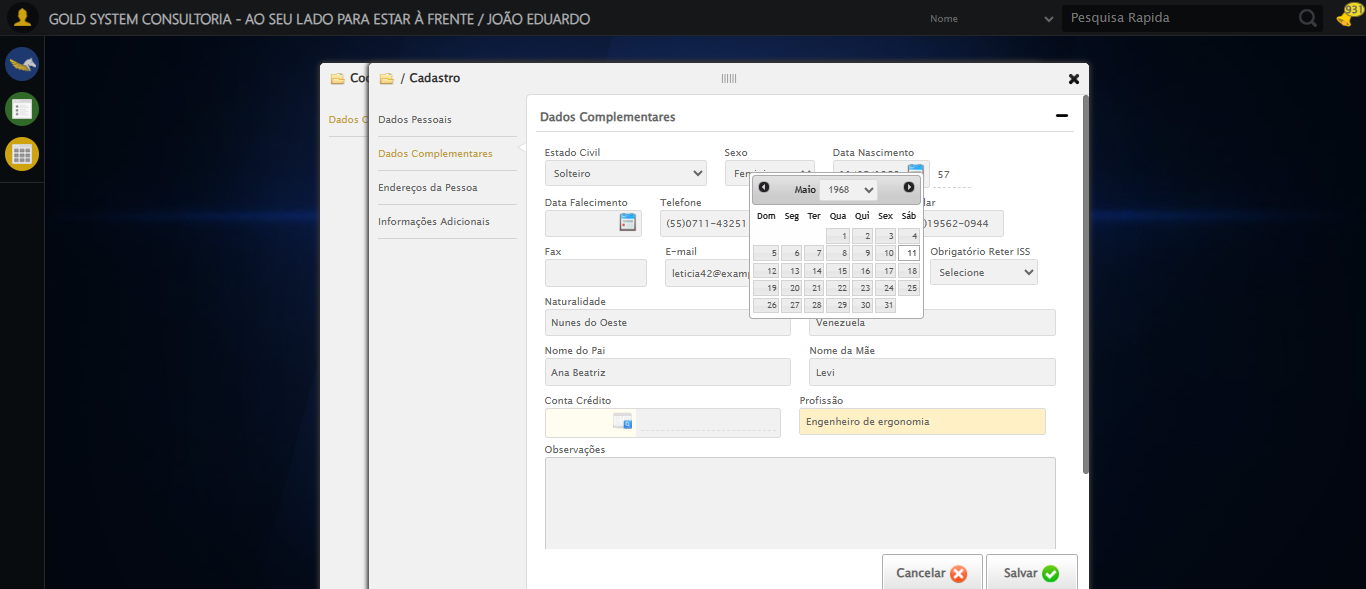 GOLD SYSTEM CONSULTORIA - AO SEU LADO PARA ESTAR À FRENTE / JOÃO EDUARDO
Nome
Pesquisa Rapida
931
/ Cadastro
Dados Pessoais
Dados Complementares
Endereços da Pessoa
Informações Adicionais
Dados Complementares
Estado Civil
Sexo
Data Nascimento
Solteiro
57
Data Falecimento
Telefone
(55)0711-43251
)19562-0944
Maio 1968
Dom Seg Ter Qua Qui Sex Sáb
1 2 3 4
5 6 7 8 9 10 11
12 13 14 15 16 17 18
19 20 21 22 23 24 25
26 27 28 29 30 31
Fax
E-mail
Obrigatório Reter ISS
leticia42@exam
Selecione
Naturalidade
Nunes do Oeste
Venezuela
Nome do Pai
Nome da Mãe
Ana Beatriz
Levi
Conta Crédito
Profissão
Engenheiro de ergonomia
Observações
Cancelar
Salvar